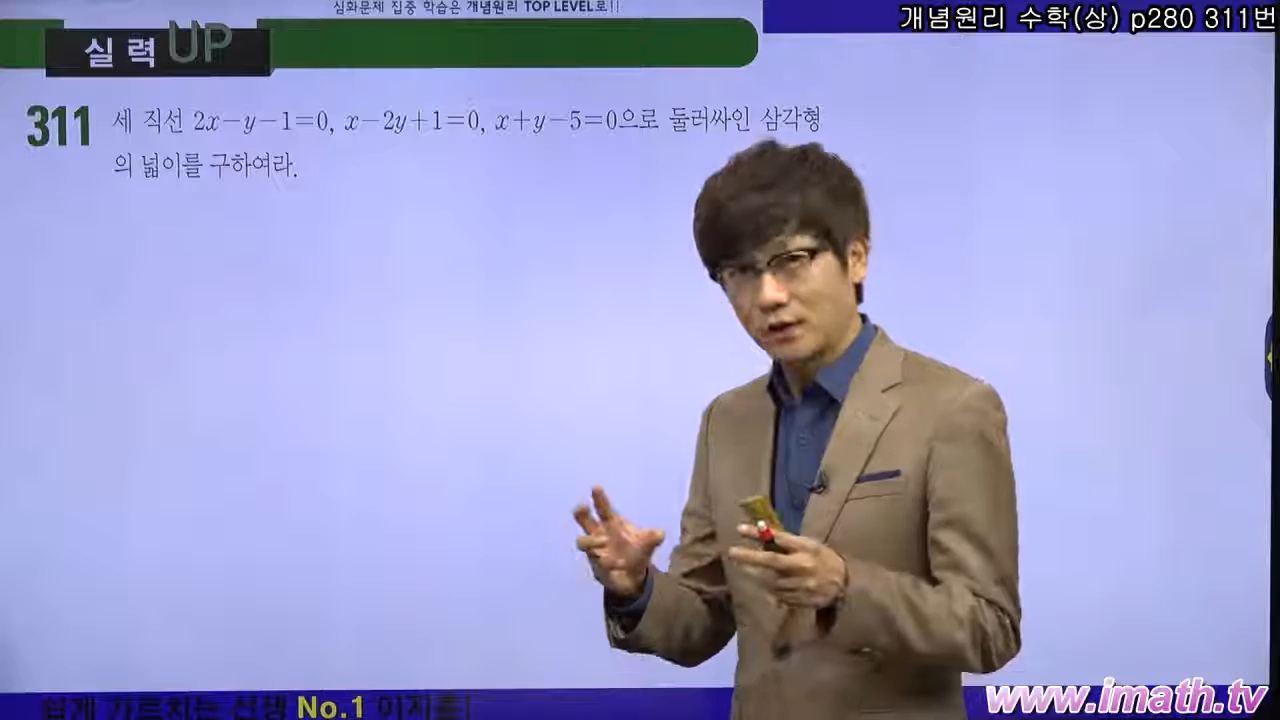 심화문제 집중 학습은 개념원리 TOP LEVEL로!!
개념원리 수학(상) p280 311번
실력 UP
311 세 직선 2x-y-1=0, x-2y+1=0, x+y-5=0으로 둘러싸인 삼각형
의 넓이를 구하여라.
No.1
www.imath.tv